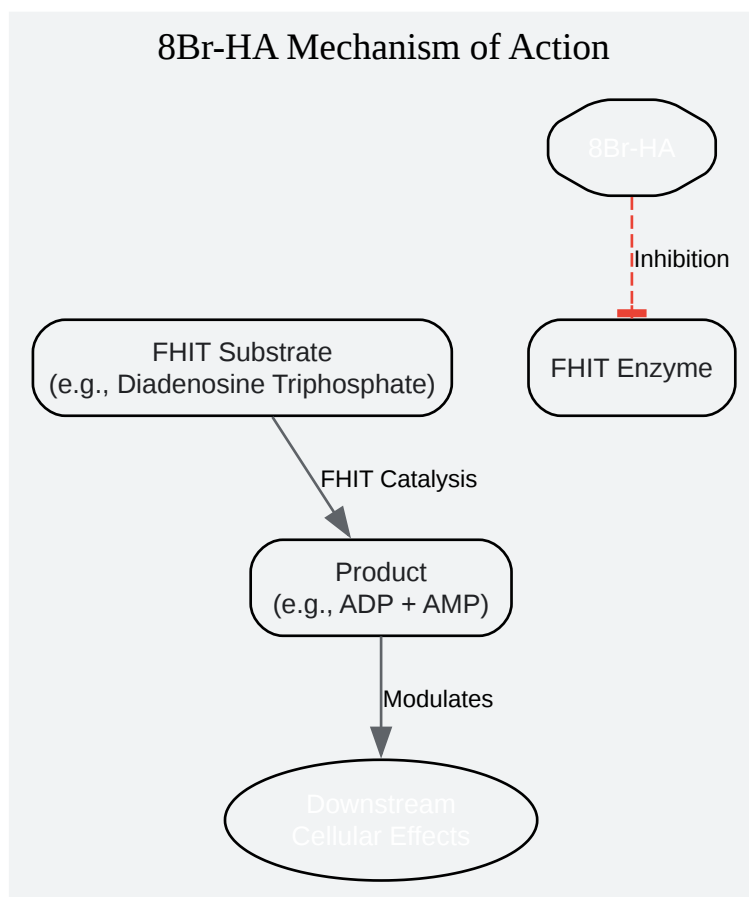 8Br-HA Mechanism of Action
8Br-HA
Inhibition
FHIT Substrate
(e.g., Diadenosine Triphosphate)
FHIT Enzyme
FHIT Catalysis
Product
(e.g., ADP + AMP)
Modulates
Downstream
Cellular Effects